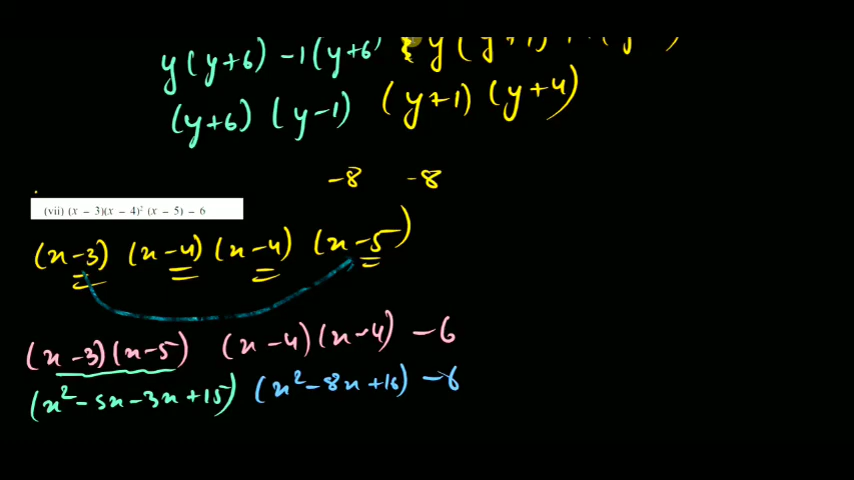 y(y+6) -1(y+6)
(y+6) (y-1) (y+1) (y+4)
-8 -8
(vii) (x − 3)(x − 4)² (x − 5) − 6
(x-3) (x-4) (x-4) (x-5)
(x-3)(x-5) (x-4)(x-4) -6
(x²-5x-3x+15) (x²-8x+16) -6